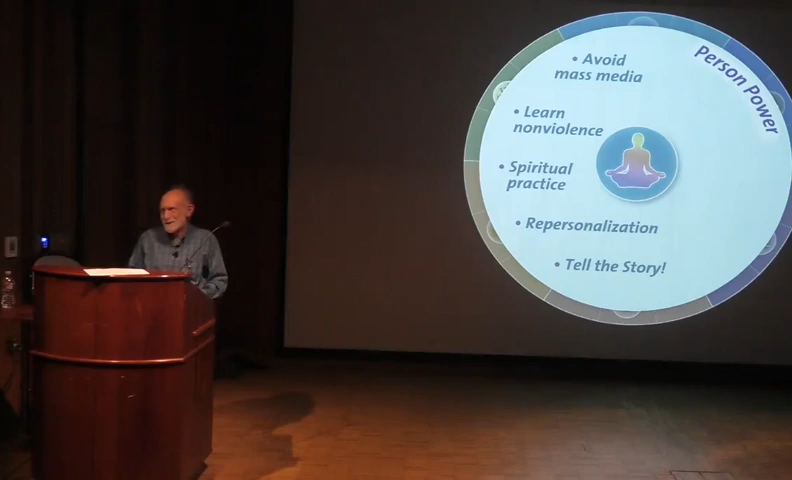 Person Power
• Avoid
mass media
• Learn
nonviolence
• Spiritual
practice
• Repersonalization
• Tell the Story!